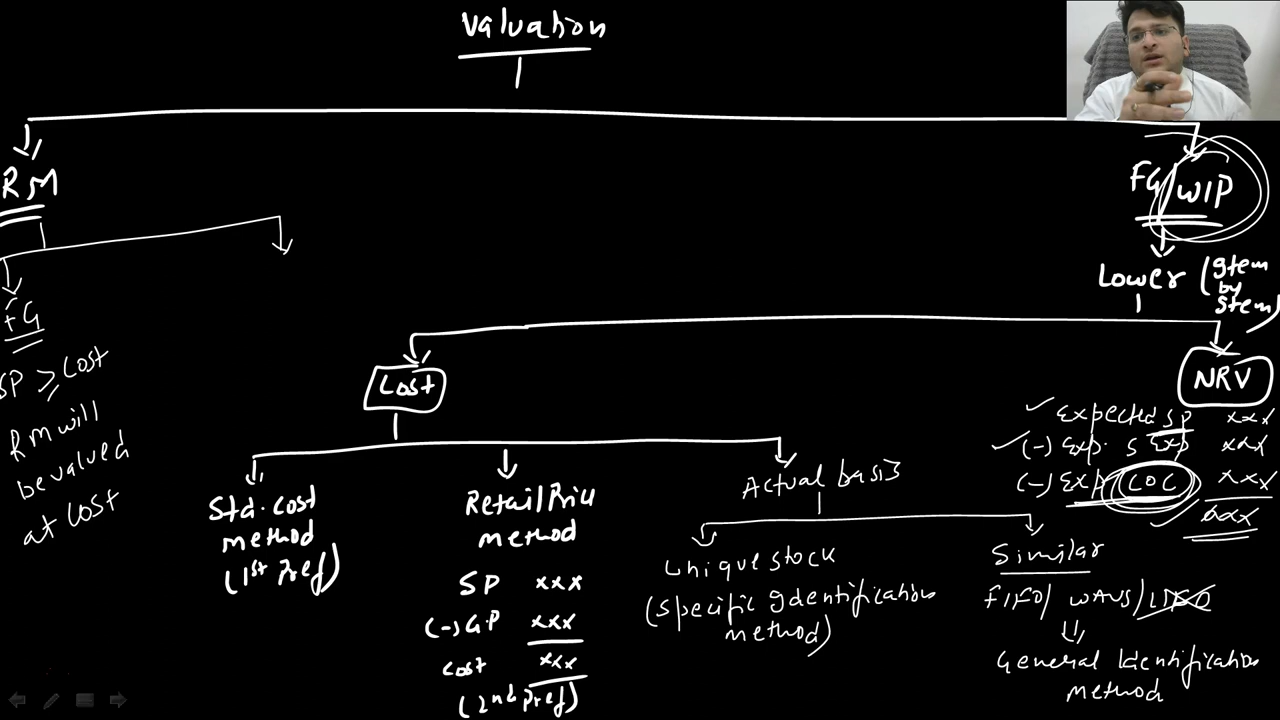 Valuation
RM
FG
SP ≥ Cost
RM will
be valued
at Cost
FG/WIP
Lower (Item
by
Item)
Cost
NRV
✓ Expected SP xxx
✓ (-) Exp. S Exp xxx
(-) Exp COC xxx
✓ xxx
Std. Cost
method
(1st Pref)
Retail Price
method
SP xxx
(-) G.P xxx
Cost xxx
(2nd Pref)
Actual basis
Unique stock
(Specific Identification
method)
Similar
FIFO/ WAVG/LIFO
General Identification
method